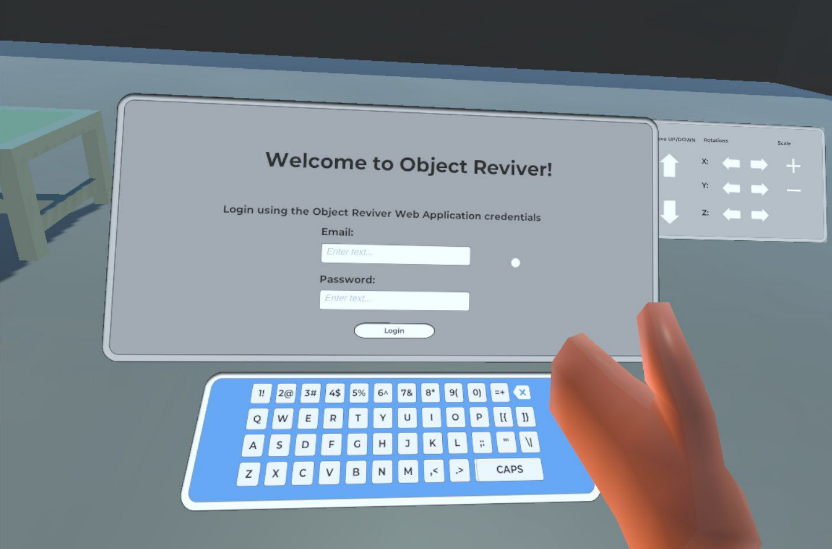 Welcome to Object Reviver!
Login using the Object Reviver Web Application credentials
Email:
Enter text...
Password:
Enter text...
Login
UP/DOWN Rotations Scale
X:
Y:
Z:
1! 2@ 3# 4$ 5% 6^ 7& 8* 9( 0) =+ X
Q W E R T Y U I O P [{ ]}
A S D F G H J K L ;: '" \|
Z X C V B N M ,< .> CAPS